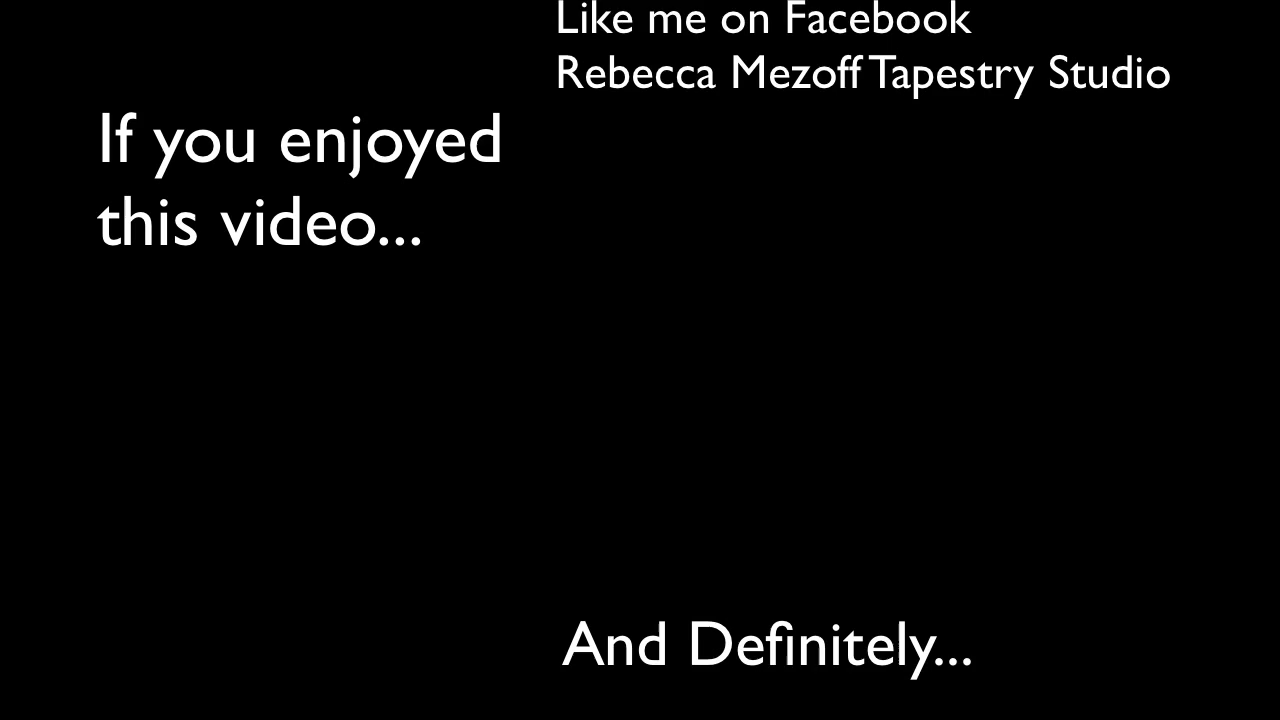 Like me on Facebook
Rebecca Mezoff Tapestry Studio
If you enjoyed
this video...
And Definitely...